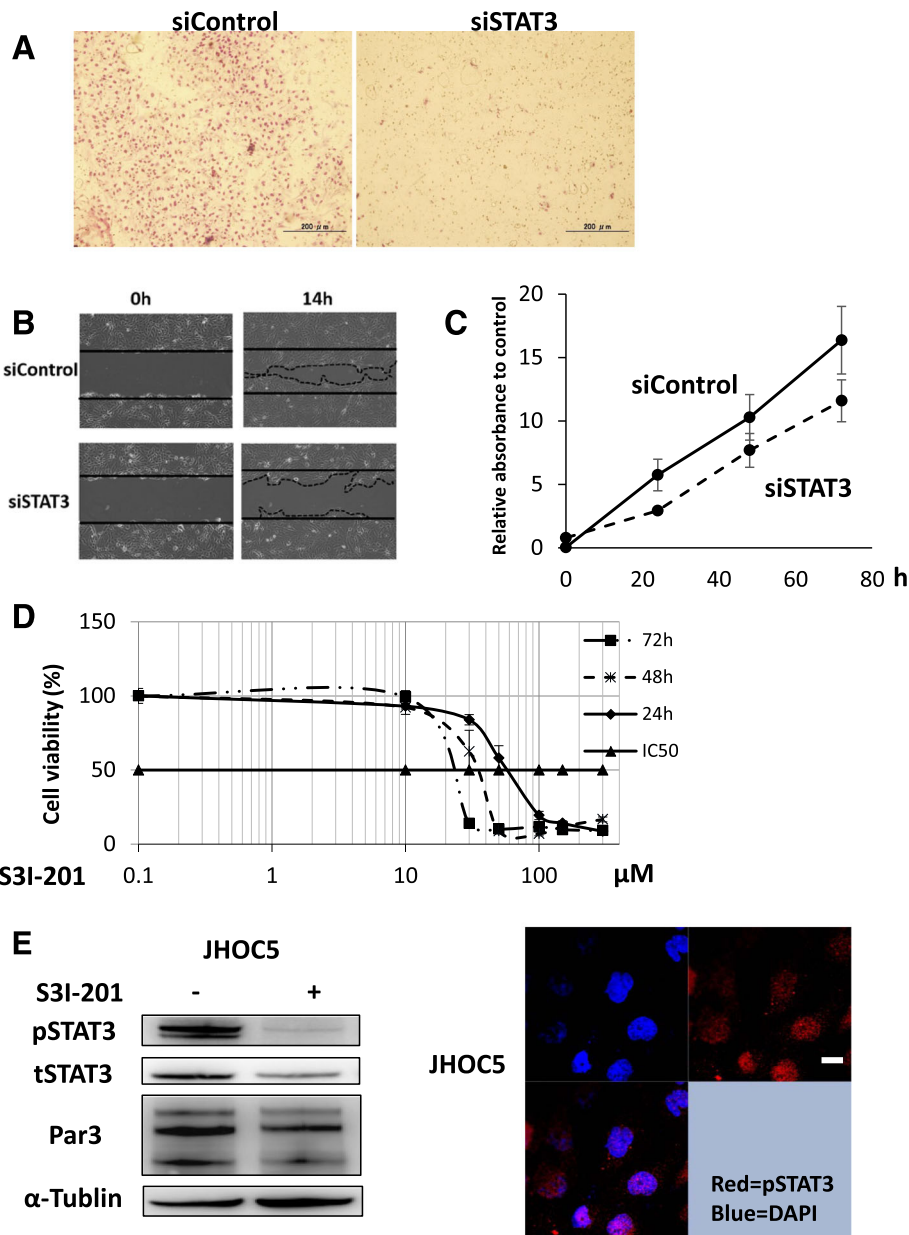 A
siControl
siSTAT3
200 μm
200 μm
B
0h
14h
siControl
siSTAT3
C
Relative absorbance to control
20
15
10
5
0
siControl
siSTAT3
0
20
40
60
80
h
D
Cell viability (%)
150
100
50
0
72h
48h
24h
IC50
S3I-201
0.1
1
10
100
μM
E
JHOC5
S3I-201
-
+
pSTAT3
tSTAT3
Par3
α-Tublin
JHOC5
Red=pSTAT3
Blue=DAPI